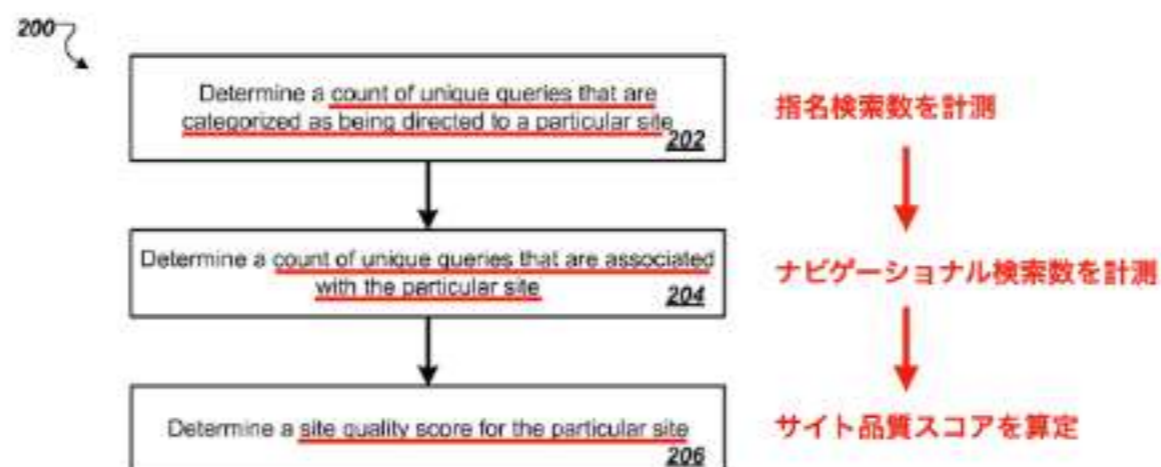 200
Determine a count of unique queries that are
categorized as being directed to a particular site
202
指名検索数を計測
Determine a count of unique queries that are associated
with the particular site
204
ナビゲーショナル検索数を計測
Determine a site quality score for the particular site
206
サイト品質スコアを算定